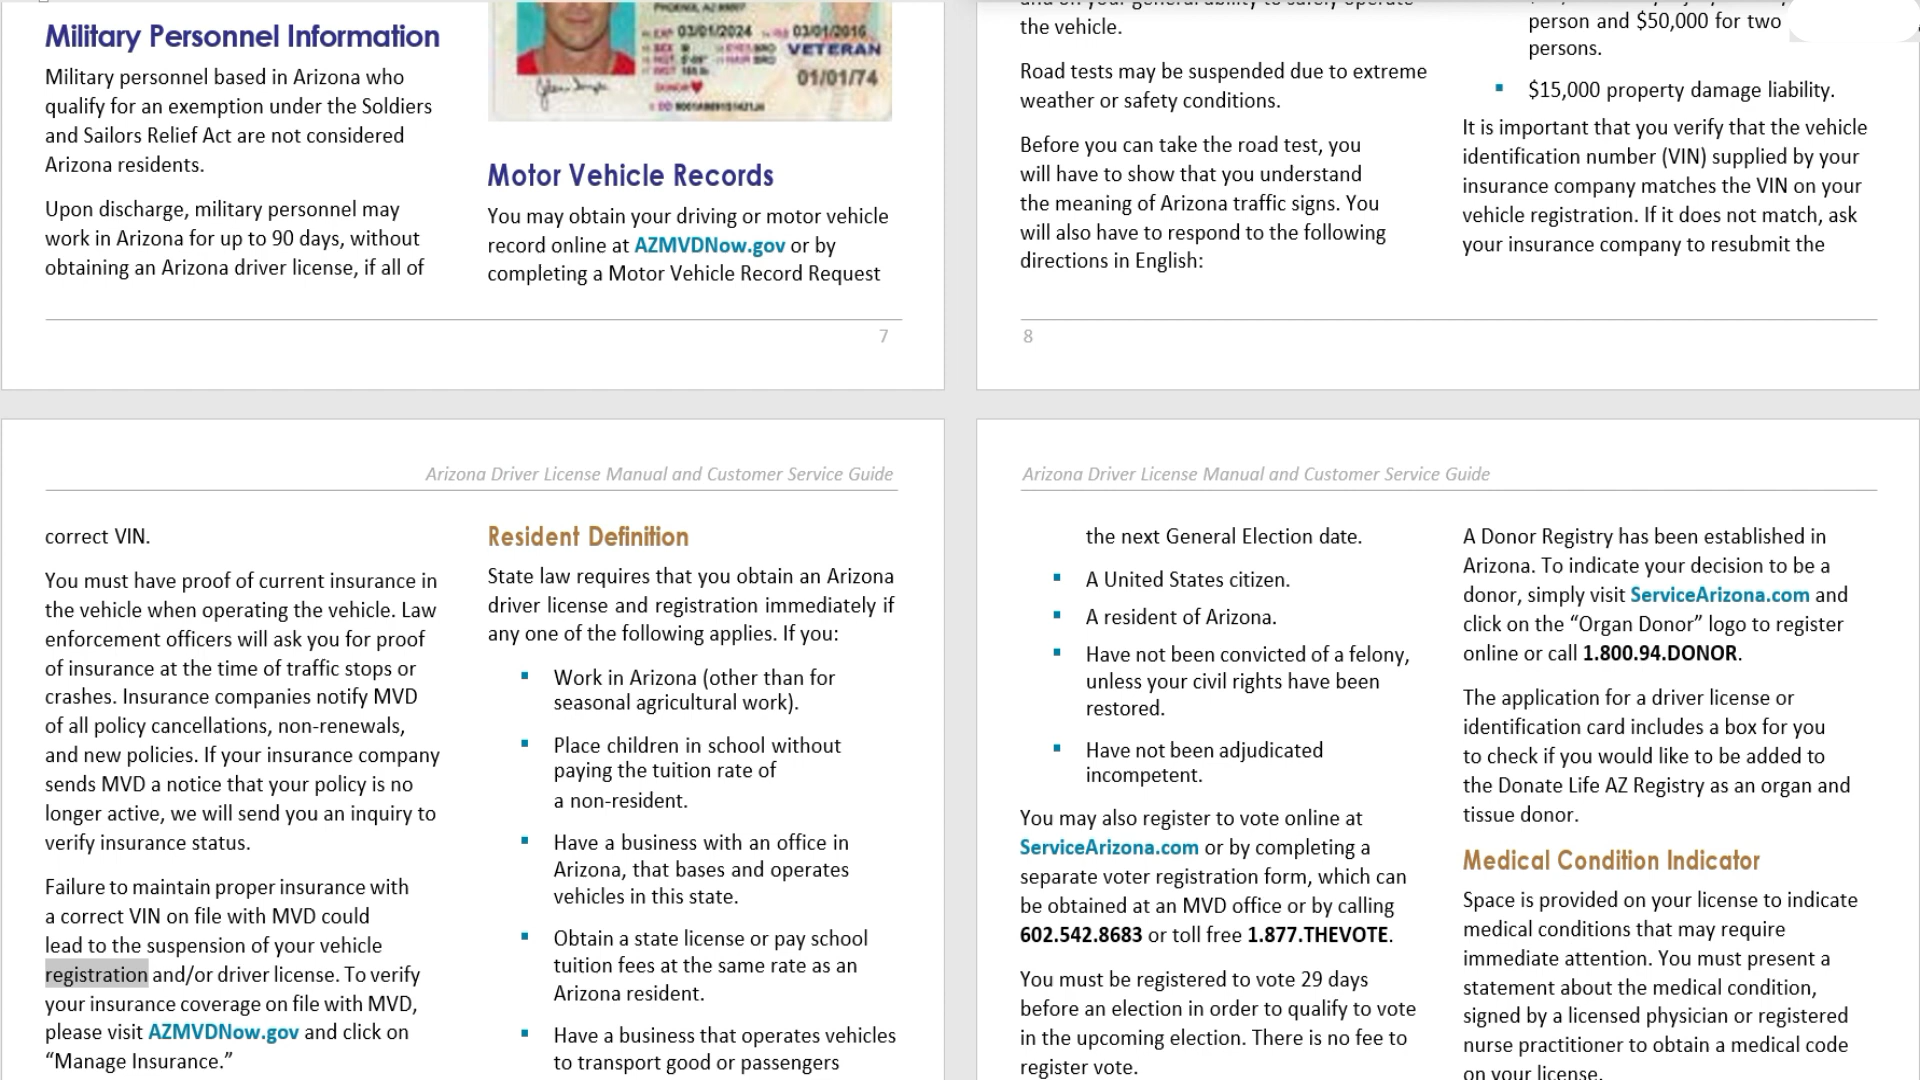 Military Personnel Information
Military personnel based in Arizona who
qualify for an exemption under the Soldiers
and Sailors Relief Act are not considered
Arizona residents.
Upon discharge, military personnel may
work in Arizona for up to 90 days, without
obtaining an Arizona driver license, if all of
03/01/2024
03/01/2016
VETERAN
01/01/74
DONOR
Motor Vehicle Records
You may obtain your driving or motor vehicle
record online at AZMVDNow.gov or by
completing a Motor Vehicle Record Request
7
the vehicle.
Road tests may be suspended due to extreme
weather or safety conditions.
Before you can take the road test, you
will have to show that you understand
the meaning of Arizona traffic signs. You
will also have to respond to the following
directions in English:
person and $50,000 for two
persons.
▪ $15,000 property damage liability.
It is important that you verify that the vehicle
identification number (VIN) supplied by your
insurance company matches the VIN on your
vehicle registration. If it does not match, ask
your insurance company to resubmit the
8
Arizona Driver License Manual and Customer Service Guide
correct VIN.
You must have proof of current insurance in
the vehicle when operating the vehicle. Law
enforcement officers will ask you for proof
of insurance at the time of traffic stops or
crashes. Insurance companies notify MVD
of all policy cancellations, non-renewals,
and new policies. If your insurance company
sends MVD a notice that your policy is no
longer active, we will send you an inquiry to
verify insurance status.
Failure to maintain proper insurance with
a correct VIN on file with MVD could
lead to the suspension of your vehicle
registration and/or driver license. To verify
your insurance coverage on file with MVD,
please visit AZMVDNow.gov and click on
“Manage Insurance.”
Resident Definition
State law requires that you obtain an Arizona
driver license and registration immediately if
any one of the following applies. If you:
▪ Work in Arizona (other than for
seasonal agricultural work).
▪ Place children in school without
paying the tuition rate of
a non-resident.
▪ Have a business with an office in
Arizona, that bases and operates
vehicles in this state.
▪ Obtain a state license or pay school
tuition fees at the same rate as an
Arizona resident.
▪ Have a business that operates vehicles
to transport good or passengers
Arizona Driver License Manual and Customer Service Guide
the next General Election date.
▪ A United States citizen.
▪ A resident of Arizona.
▪ Have not been convicted of a felony,
unless your civil rights have been
restored.
▪ Have not been adjudicated
incompetent.
You may also register to vote online at
ServiceArizona.com or by completing a
separate voter registration form, which can
be obtained at an MVD office or by calling
602.542.8683 or toll free 1.877.THEVOTE.
You must be registered to vote 29 days
before an election in order to qualify to vote
in the upcoming election. There is no fee to
register vote.
A Donor Registry has been established in
Arizona. To indicate your decision to be a
donor, simply visit ServiceArizona.com and
click on the “Organ Donor” logo to register
online or call 1.800.94.DONOR.
The application for a driver license or
identification card includes a box for you
to check if you would like to be added to
the Donate Life AZ Registry as an organ and
tissue donor.
Medical Condition Indicator
Space is provided on your license to indicate
medical conditions that may require
immediate attention. You must present a
statement about the medical condition,
signed by a licensed physician or registered
nurse practitioner to obtain a medical code
on your license.